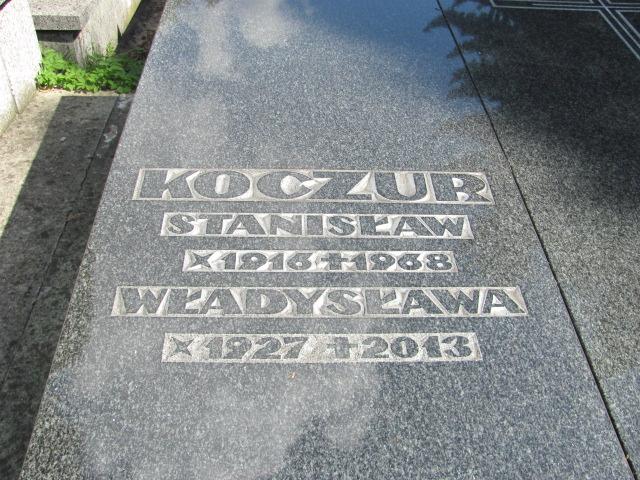 KOCZUR
STANISŁAW
×1916 +1968
WŁADYSŁAWA
×1927 +2013